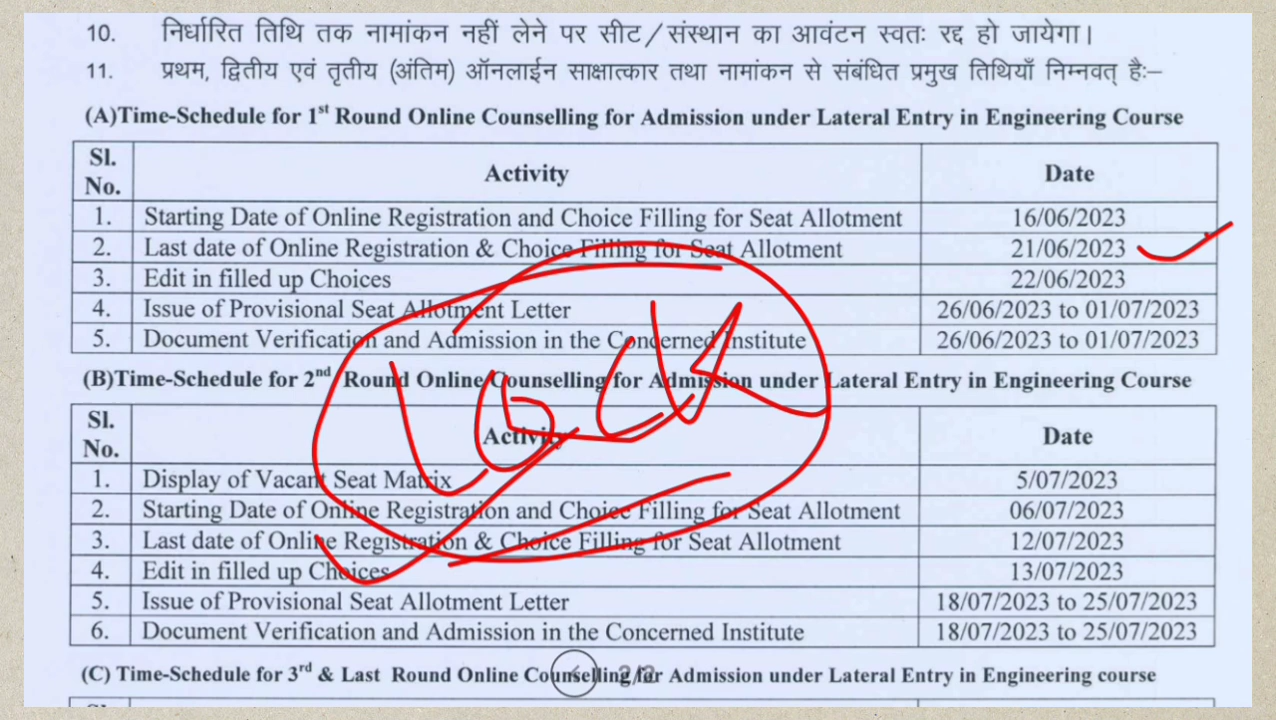 10. निर्धारित तिथि तक नामांकन नहीं लेने पर सीट/संस्थान का आवंटन स्वतः रद्द हो जायेगा।
11. प्रथम, द्वितीय एवं तृतीय (अंतिम) ऑनलाईन साक्षात्कार तथा नामांकन से संबंधित प्रमुख तिथियाँ निम्नवत् हैः–
(A)Time-Schedule for 1st Round Online Counselling for Admission under Lateral Entry in Engineering Course
Sl. No. Activity Date
1. Starting Date of Online Registration and Choice Filling for Seat Allotment 16/06/2023
2. Last date of Online Registration & Choice Filling for Seat Allotment 21/06/2023
3. Edit in filled up Choices 22/06/2023
4. Issue of Provisional Seat Allotment Letter 26/06/2023 to 01/07/2023
5. Document Verification and Admission in the Concerned Institute 26/06/2023 to 01/07/2023
(B)Time-Schedule for 2nd Round Online Counselling for Admission under Lateral Entry in Engineering Course
Lock
Sl. No. Activity Date
1. Display of Vacant Seat Matrix 5/07/2023
2. Starting Date of Online Registration and Choice Filling for Seat Allotment 06/07/2023
3. Last date of Online Registration & Choice Filling for Seat Allotment 12/07/2023
4. Edit in filled up Choices 13/07/2023
5. Issue of Provisional Seat Allotment Letter 18/07/2023 to 25/07/2023
6. Document Verification and Admission in the Concerned Institute 18/07/2023 to 25/07/2023
(C) Time-Schedule for 3rd & Last Round Online Counselling for Admission under Lateral Entry in Engineering course